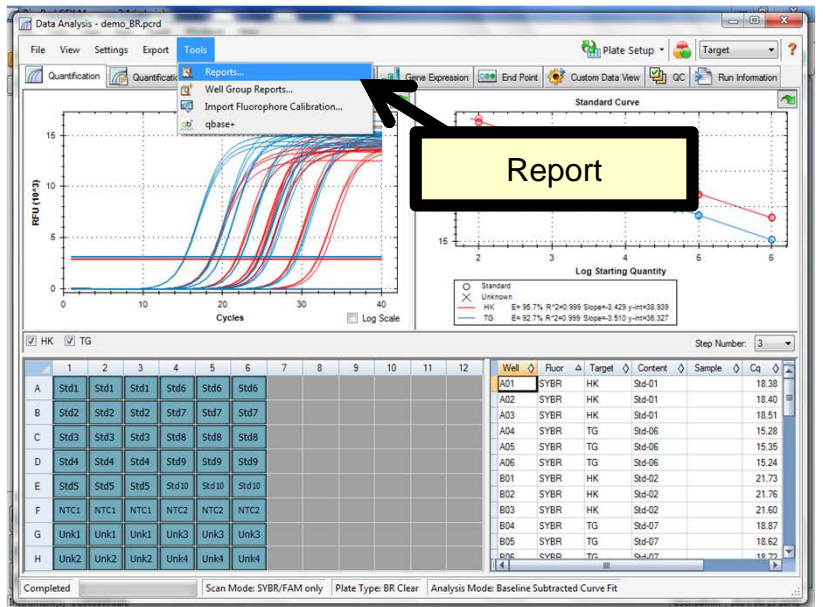 Data Analysis - demo_BR.pcrd
File View Settings Export Tools Plate Setup Target ?
Reports...
Well Group Reports...
Import Fluorophore Calibration...
qbase+
Quantification Gene Expression End Point Custom Data View QC Run Information
Report
15
10
5
0
RFU (10^3)
0 10 20 30 40
Cycles
Log Scale
Standard Curve
15
2 3 4 5 6
Log Starting Quantity
Standard
Unknown
HK E= 95.7% R^2=0.999 Slope=-3.429 y-int=38.939
TG E= 92.7% R^2=0.999 Slope=-3.510 y-int=36.327
HK TG Step Number: 3
1 2 3 4 5 6 7 8 9 10 11 12
A Std1 Std1 Std1 Std6 Std6 Std6
B Std2 Std2 Std2 Std7 Std7 Std7
C Std3 Std3 Std3 Std8 Std8 Std8
D Std4 Std4 Std4 Std9 Std9 Std9
E Std5 Std5 Std5 Std10 Std10 Std10
F NTC1 NTC1 NTC1 NTC2 NTC2 NTC2
G Unk1 Unk1 Unk1 Unk3 Unk3 Unk3
H Unk2 Unk2 Unk2 Unk4 Unk4 Unk4
Well Fluor Target Content Sample Cq
A01 SYBR HK Std-01 18.38
A02 SYBR HK Std-01 18.40
A03 SYBR HK Std-01 18.51
A04 SYBR TG Std-06 15.28
A05 SYBR TG Std-06 15.35
A06 SYBR TG Std-06 15.24
B01 SYBR HK Std-02 21.73
B02 SYBR HK Std-02 21.76
B03 SYBR HK Std-02 21.60
B04 SYBR TG Std-07 18.87
B05 SYBR TG Std-07 18.62
B06 SYBR TG Std-07 18.72
Completed Scan Mode: SYBR/FAM only Plate Type: BR Clear Analysis Mode: Baseline Subtracted Curve Fit